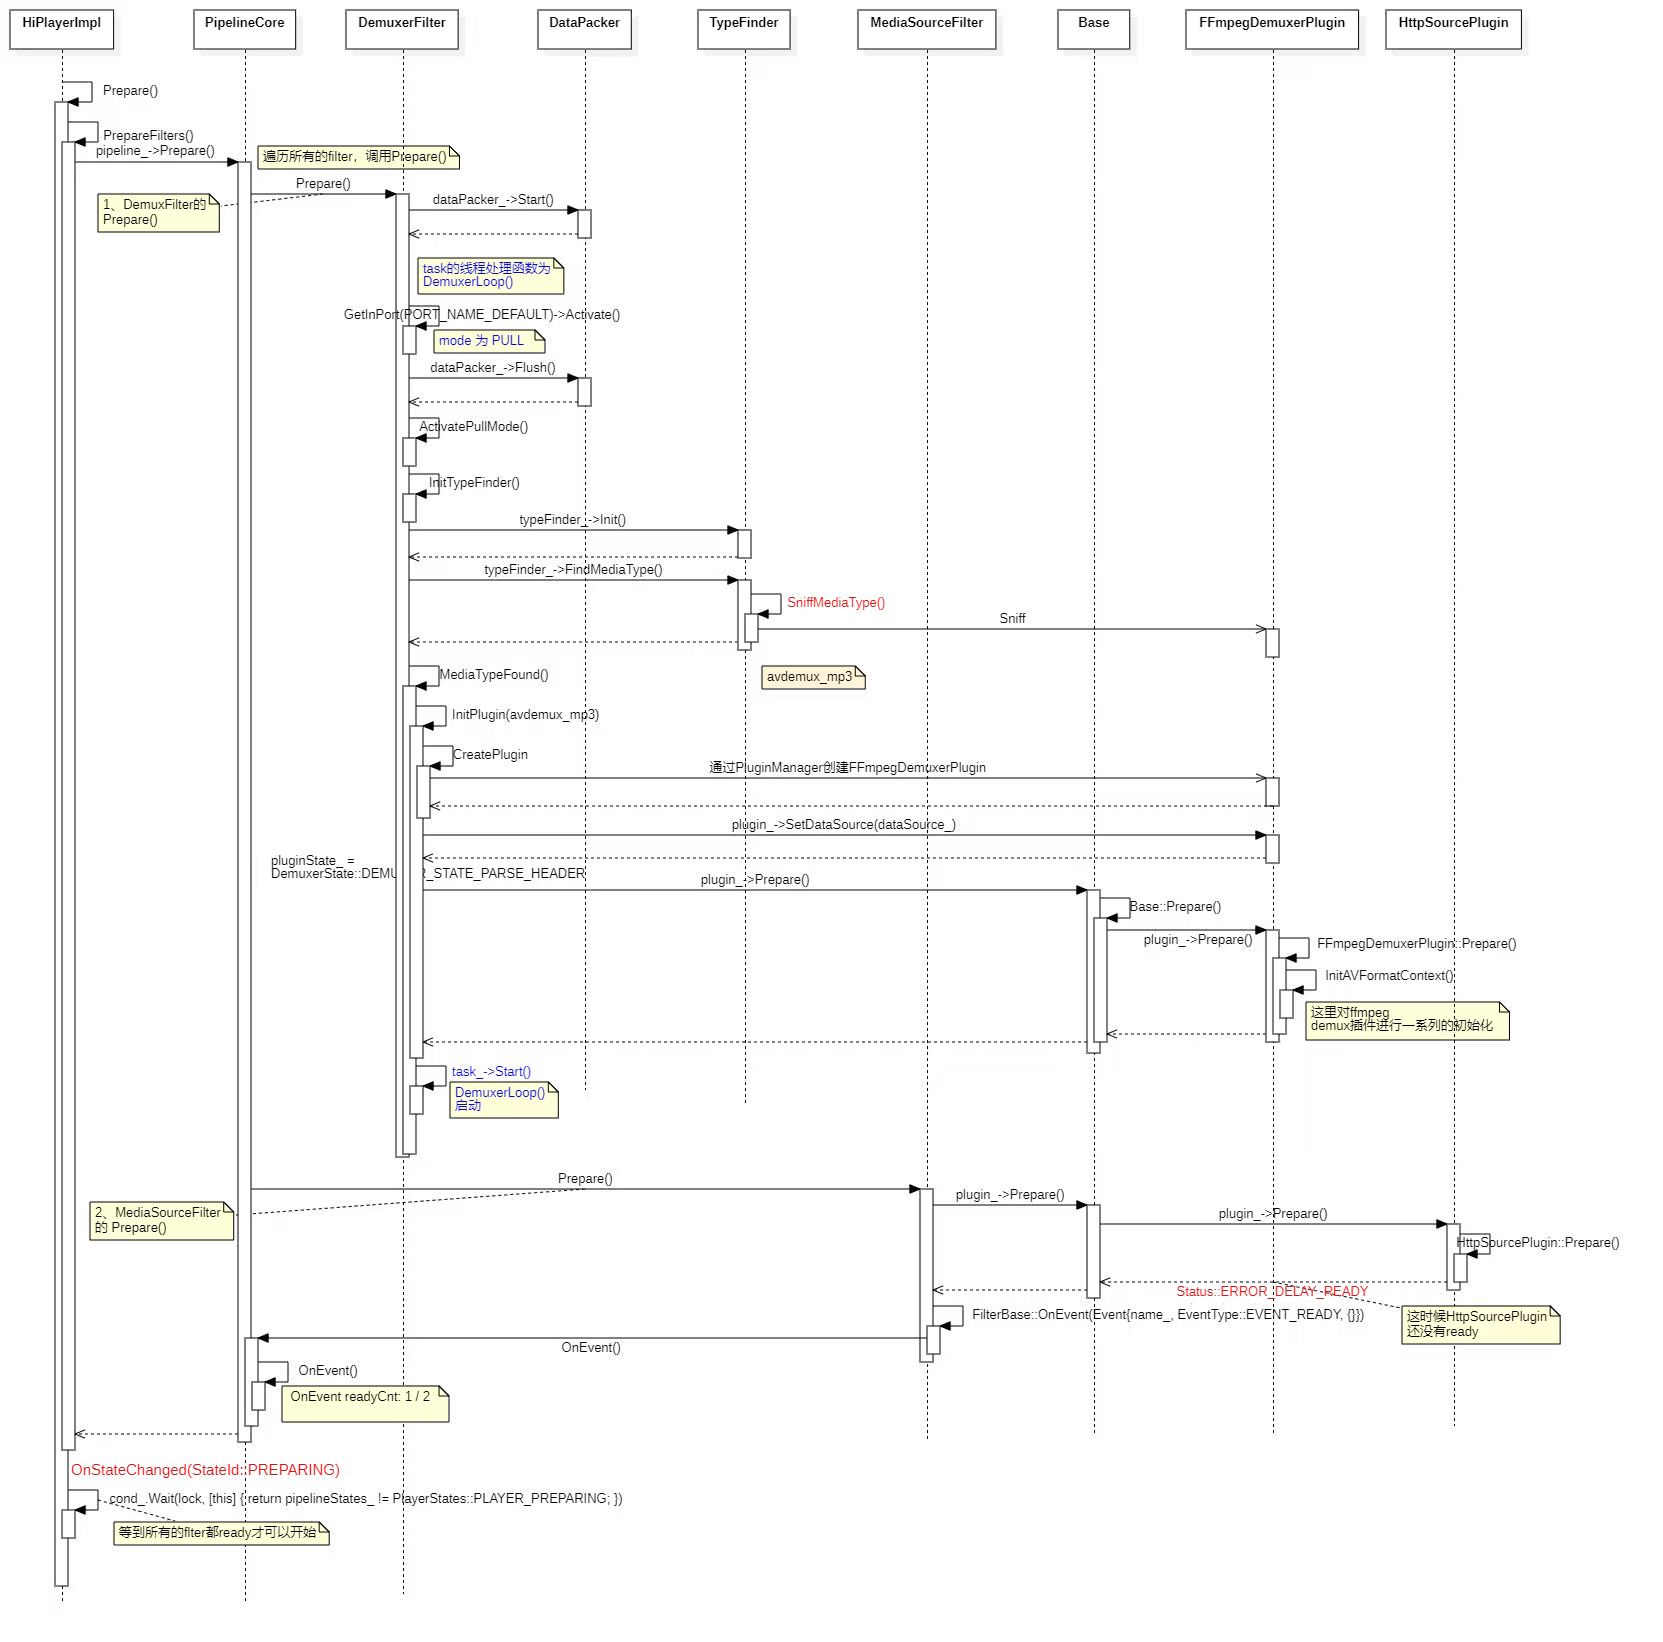 HiPlayerImpl
PipelineCore
DemuxerFilter
DataPacker
TypeFinder
MediaSourceFilter
Base
FFmpegDemuxerPlugin
HttpSourcePlugin
Prepare()
PrepareFilters()
pipeline_->Prepare()
遍历所有的filter，调用Prepare()
Prepare()
1、DemuxFilter的
Prepare()
dataPacker_->Start()
task的线程处理函数为
DemuxerLoop()
GetInPort(PORT_NAME_DEFAULT)->Activate()
mode 为 PULL
dataPacker_->Flush()
ActivatePullMode()
InitTypeFinder()
typeFinder_->Init()
typeFinder_->FindMediaType()
SniffMediaType()
Sniff
avdemux_mp3
MediaTypeFound()
InitPlugin(avdemux_mp3)
CreatePlugin
通过PluginManager创建FFmpegDemuxerPlugin
plugin_->SetDataSource(dataSource_)
pluginState_ =
DemuxerState::DEMUXER_STATE_PARSE_HEADER
plugin_->Prepare()
Base::Prepare()
plugin_->Prepare()
FFmpegDemuxerPlugin::Prepare()
InitAVFormatContext()
这里对ffmpeg
demux插件进行一系列的初始化
task_->Start()
DemuxerLoop()
启动
Prepare()
2、MediaSourceFilter
的 Prepare()
plugin_->Prepare()
plugin_->Prepare()
HttpSourcePlugin::Prepare()
Status::ERROR_DELAY_READY
这时候HttpSourcePlugin
还没有ready
FilterBase::OnEvent(Event{name_, EventType::EVENT_READY, {}})
OnEvent()
OnEvent()
OnEvent readyCnt: 1 / 2
OnStateChanged(StateId::PREPARING)
cond_.Wait(lock, [this] { return pipelineStates_ != PlayerStates::PLAYER_PREPARING; })
等到所有的flter都ready才可以开始